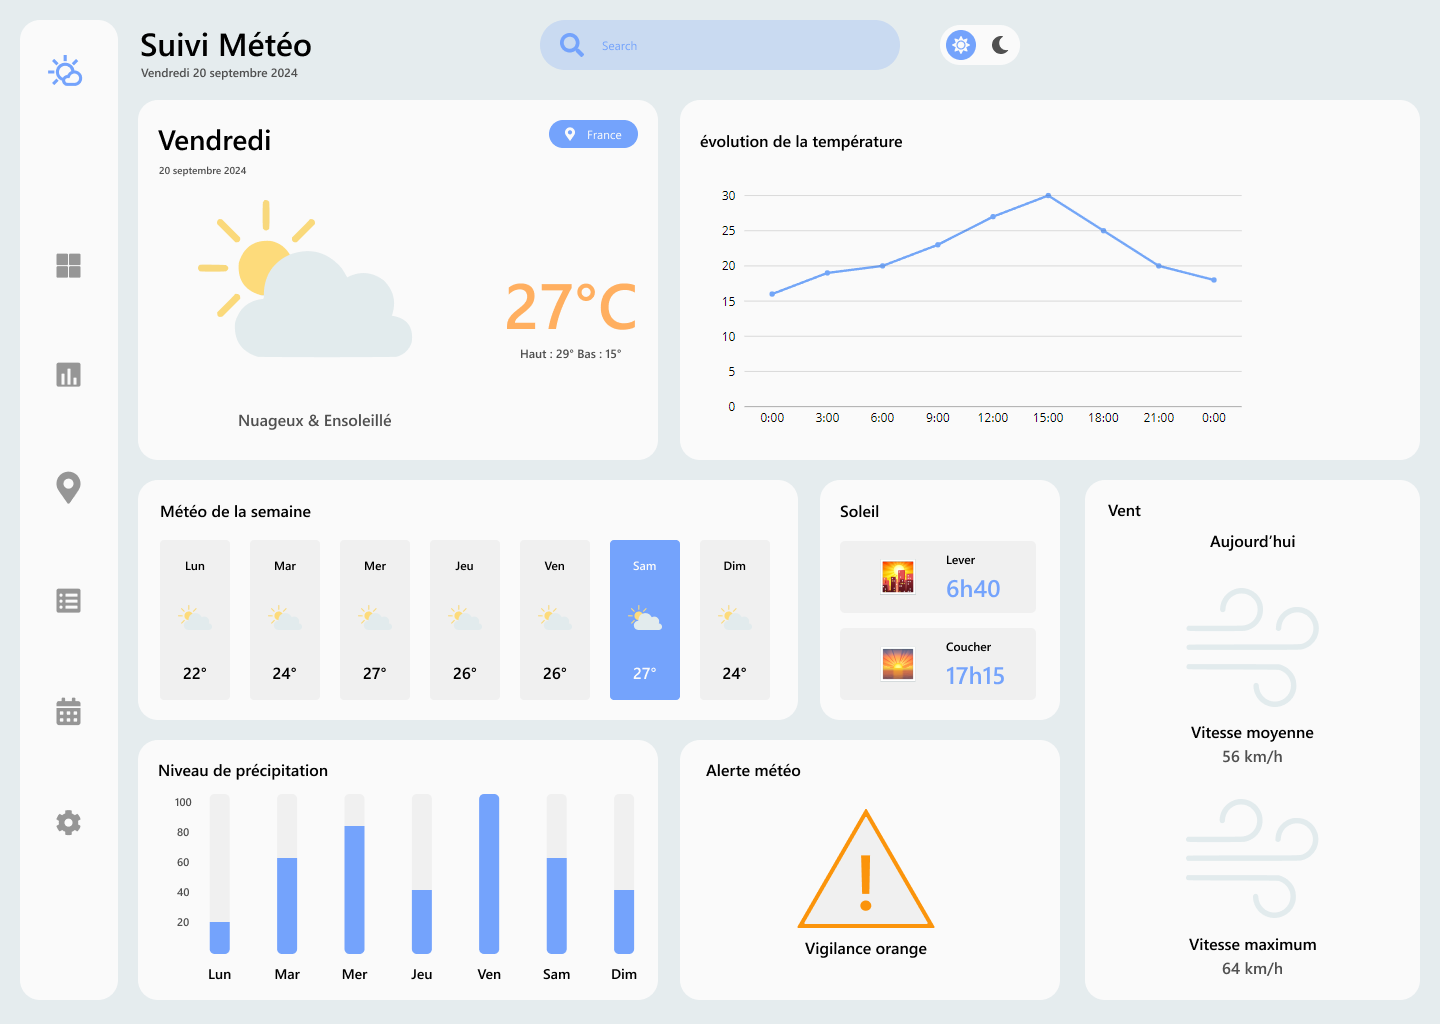 Suivi Météo
Vendredi 20 septembre 2024
Search
Vendredi
20 septembre 2024
France
27°C
Haut : 29° Bas : 15°
Nuageux & Ensoleillé
évolution de la température
30
25
20
15
10
5
0
0:00 3:00 6:00 9:00 12:00 15:00 18:00 21:00 0:00
Météo de la semaine
Lun Mar Mer Jeu Ven Sam Dim
22° 24° 27° 26° 26° 27° 24°
Soleil
Lever
6h40
Coucher
17h15
Vent
Aujourd’hui
Vitesse moyenne
56 km/h
Vitesse maximum
64 km/h
Niveau de précipitation
100
80
60
40
20
Lun Mar Mer Jeu Ven Sam Dim
Alerte météo
!
Vigilance orange